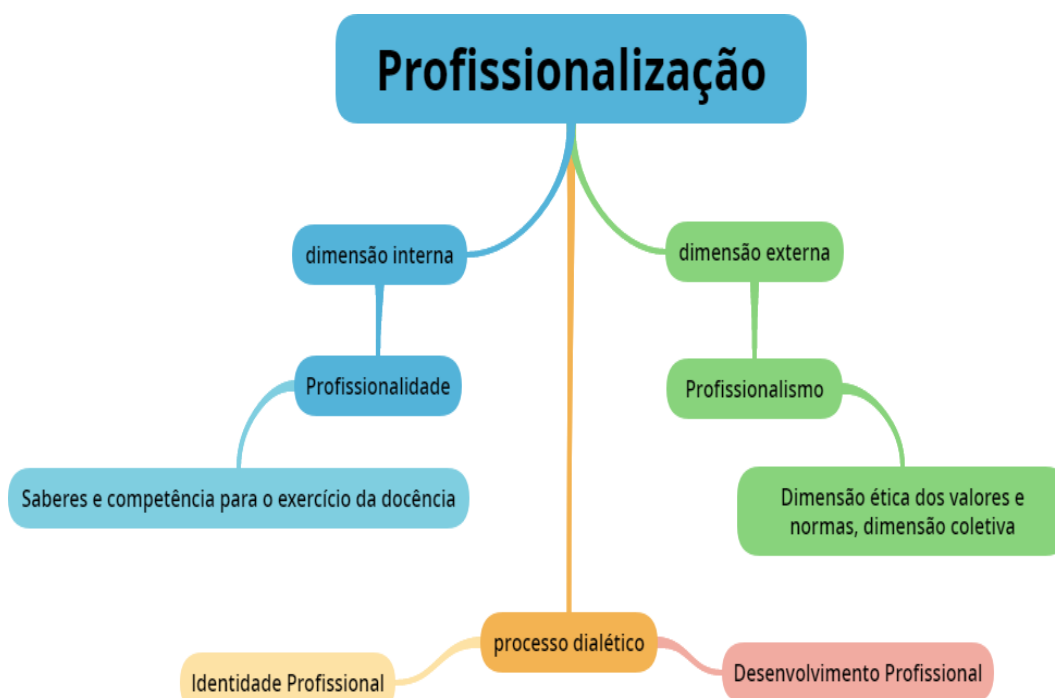 Profissionalização
dimensão interna
dimensão externa
Profissionalidade
Profissionalismo
Saberes e competência para o exercício da docência
Dimensão ética dos valores e
normas, dimensão coletiva
processo dialético
Identidade Profissional
Desenvolvimento Profissional